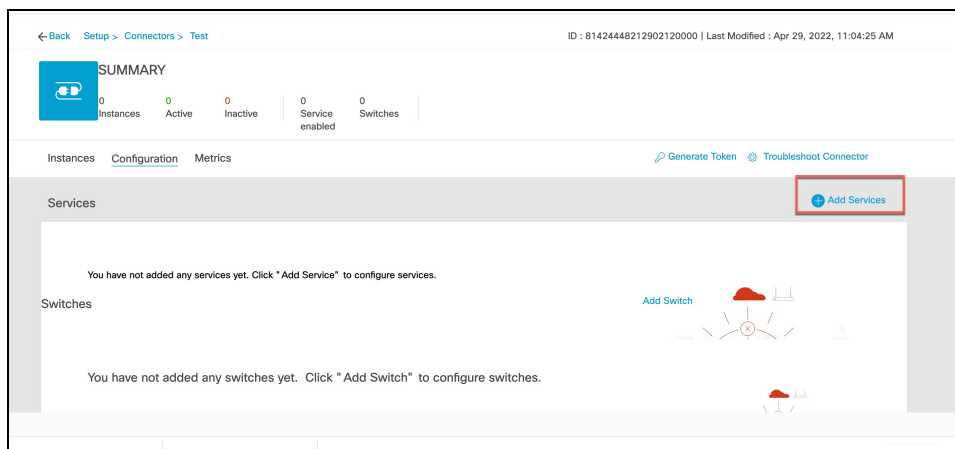 Back Setup > Connectors > Test ID : 81424448212902120000 | Last Modified : Apr 29, 2022, 11:04:25 AM
SUMMARY
0 0 0 0 0
Instances Active Inactive Service Switches
enabled
Instances Configuration Metrics Generate Token Troubleshoot Connector
Services Add Services
You have not added any services yet. Click "Add Service" to configure services.
Switches Add Switch
You have not added any switches yet. Click "Add Switch" to configure switches.